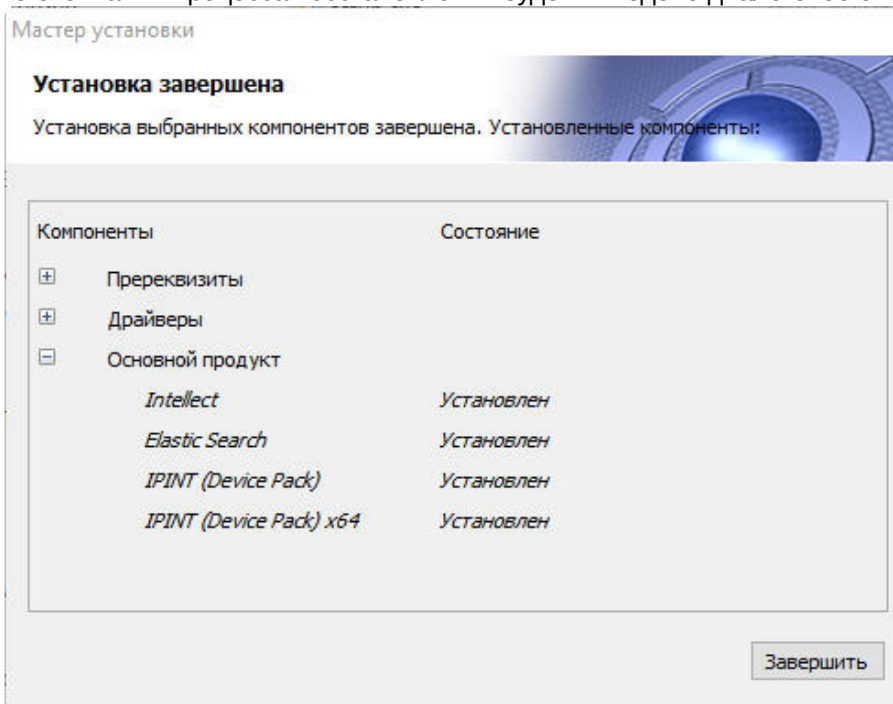 Мастер установки
Установка завершена
Установка выбранных компонентов завершена. Установленные компоненты:
Компоненты Состояние
Пререквизиты
Драйверы
Основной продукт
Intellect Установлен
Elastic Search Установлен
IPINT (Device Pack) Установлен
IPINT (Device Pack) x64 Установлен
Завершить